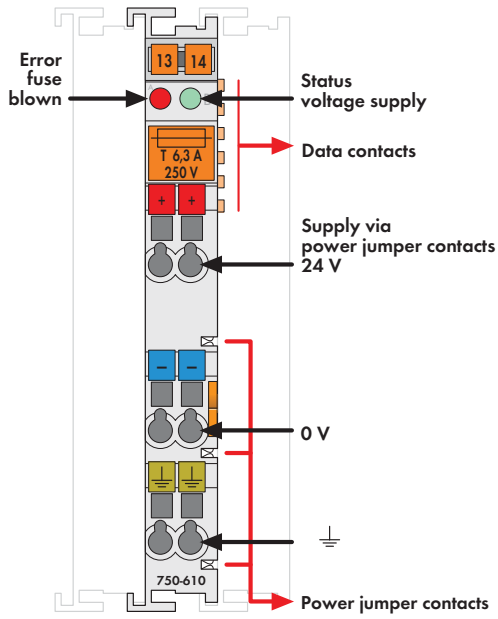 13 14
Error
fuse
blown
Status
voltage supply
Data contacts
T 6,3 A
250 V
+ +
Supply via
power jumper contacts
24 V
– –
0 V
750-610
Power jumper contacts